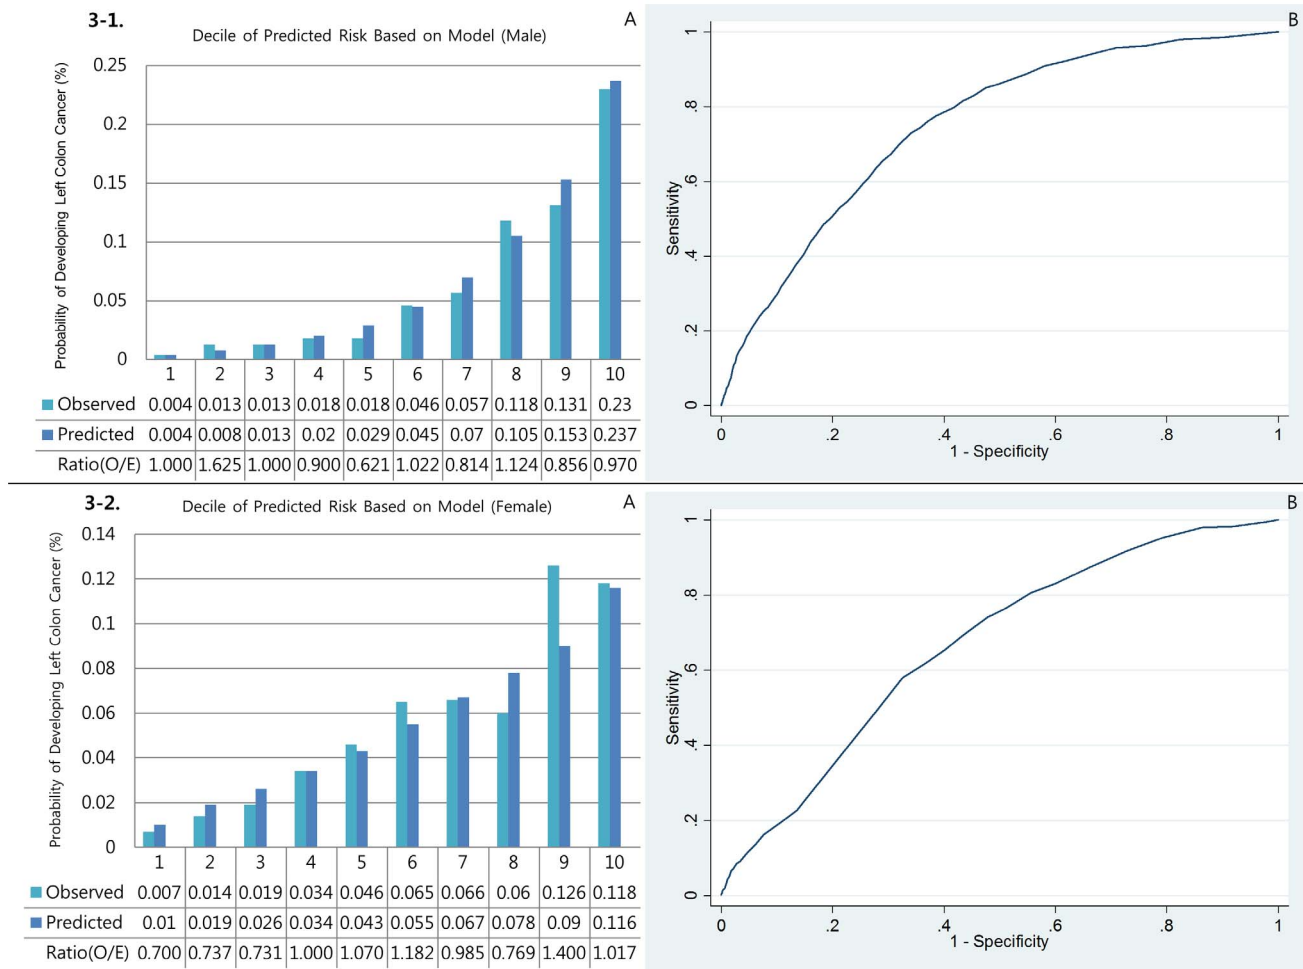 3-1.
A
Decile of Predicted Risk Based on Model (Male)
Probability of Developing Left Colon Cancer (%)
0.25
0.2
0.15
0.1
0.05
0
1 2 3 4 5 6 7 8 9 10
Observed 0.004 0.013 0.013 0.018 0.018 0.046 0.057 0.118 0.131 0.23
Predicted 0.004 0.008 0.013 0.02 0.029 0.045 0.07 0.105 0.153 0.237
Ratio(O/E) 1.000 1.625 1.000 0.900 0.621 1.022 0.814 1.124 0.856 0.970
B
Sensitivity
1
.8
.6
.4
.2
0
0 .2 .4 .6 .8 1
1 - Specificity
3-2.
A
Decile of Predicted Risk Based on Model (Female)
Probability of Developing Left Colon Cancer (%)
0.14
0.12
0.1
0.08
0.06
0.04
0.02
0
1 2 3 4 5 6 7 8 9 10
Observed 0.007 0.014 0.019 0.034 0.046 0.065 0.066 0.06 0.126 0.118
Predicted 0.01 0.019 0.026 0.034 0.043 0.055 0.067 0.078 0.09 0.116
Ratio(O/E) 0.700 0.737 0.731 1.000 1.070 1.182 0.985 0.769 1.400 1.017
B
Sensitivity
1
.8
.6
.4
.2
0
0 .2 .4 .6 .8 1
1 - Specificity